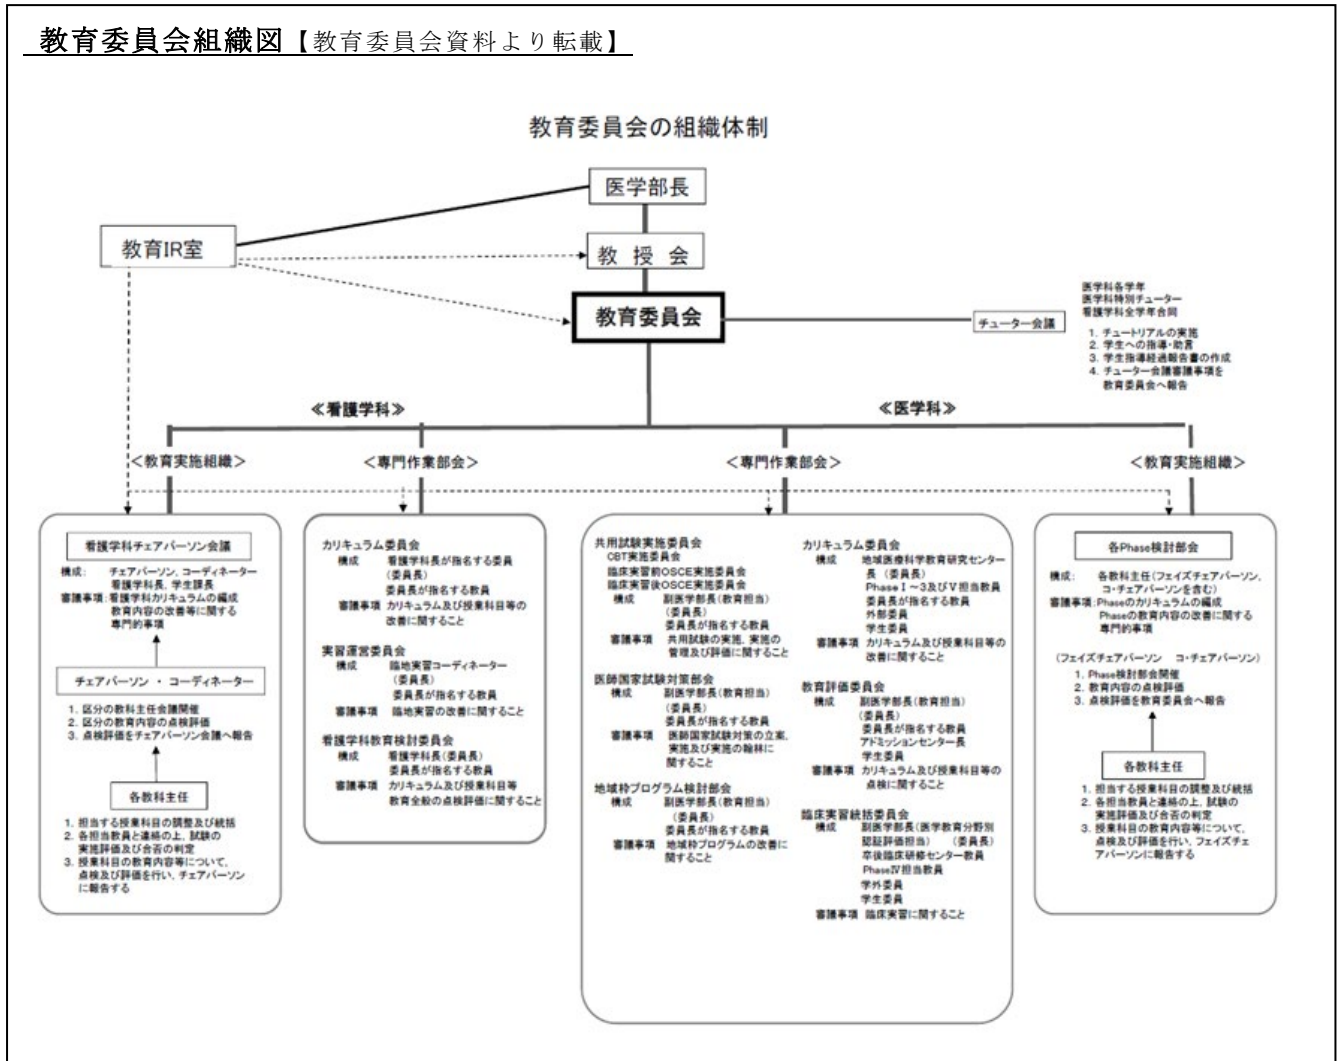 教育委員会組織図【教育委員会資料より転載】
教育委員会の組織体制
医学部長
教育IR室
教 授 会
教育委員会
チューター会議
医学科各学年
医学科特別チューター
看護学科全学年合同
1. チュートリアルの実施
2. 学生への指導・助言
3. 学生指導経過報告書の作成
4. チューター会議審議事項を
教育委員会へ報告
≪看護学科≫
≪医学科≫
<教育実施組織>
<専門作業部会>
<専門作業部会>
<教育実施組織>
看護学科チェアパーソン会議
構成: チェアパーソン,コーディネーター
看護学科長,学生課長
審議事項:看護学科カリキュラムの編成
教育内容の改善等に関する
専門的事項
チェアパーソン ・ コーディネーター
1. 区分の教科主任会議開催
2. 区分の教育内容の点検評価
3. 点検評価をチェアパーソン会議へ報告
各教科主任
1. 担当する授業科目の調整及び統括
2. 各担当教員と連絡の上,試験の
実施評価及び合否の判定
3. 授業科目の教育内容等について,
点検及び評価を行い,チェアパーソン
に報告する
カリキュラム委員会
構成 看護学科長が指名する委員
(委員長)
委員長が指名する教員
審議事項 カリキュラム及び授業科目等の
改善に関すること
実習運営委員会
構成 臨地実習コーディネーター
(委員長)
委員長が指名する教員
審議事項 臨地実習の改善に関すること
看護学科教育検討委員会
構成 看護学科長(委員長)
委員長が指名する教員
審議事項 カリキュラム及び授業科目等
教育全般の点検評価に関すること
共用試験実施委員会
CBT実施委員会
臨床実習前OSCE実施委員会
臨床実習後OSCE実施委員会
構成 副医学部長(教育担当)
(委員長)
委員長が指名する教員
審議事項 共用試験の実施,実施の
管理及び評価に関すること
医師国家試験対策部会
構成 副医学部長(教育担当)
(委員長)
委員長が指名する教員
審議事項 医師国家試験対策の立案,
実施及び実施の翰林に
関すること
地域枠プログラム検討部会
構成 副医学部長(教育担当)
(委員長)
委員長が指名する教員
審議事項 地域枠プログラムの改善に
関すること
カリキュラム委員会
構成 地域医療科学教育研究センター
長 (委員長)
PhaseⅠ~3及びⅤ担当教員
委員長が指名する教員
外部委員
学生委員
審議事項 カリキュラム及び授業科目等の
改善に関すること
教育評価委員会
構成 副医学部長(教育担当)
(委員長)
委員長が指名する教員
アドミッションセンター長
学生委員
審議事項 カリキュラム及び授業科目等の
点検に関すること
臨床実習統括委員会
構成 副医学部長(医学教育分野別
認証評価担当) (委員長)
卒後臨床研修センター教員
PhaseⅣ担当教員
学外委員
学生委員
審議事項 臨床実習に関すること
各Phase検討部会
構成: 各教科主任(フェイズチェアパーソン,
コ・チェアパーソンを含む)
審議事項:Phaseのカリキュラムの編成
Phaseの教育内容の改善に関する
専門的事項
(フェイズチェアパーソン コ・チェアパーソン)
1. Phase検討部会開催
2. 教育内容の点検評価
3. 点検評価を教育委員会へ報告
各教科主任
1. 担当する授業科目の調整及び統括
2. 各担当教員と連絡の上,試験の
実施評価及び合否の判定
3. 授業科目の教育内容等について,
点検及び評価を行い,フェイズチェ
アパーソンに報告する